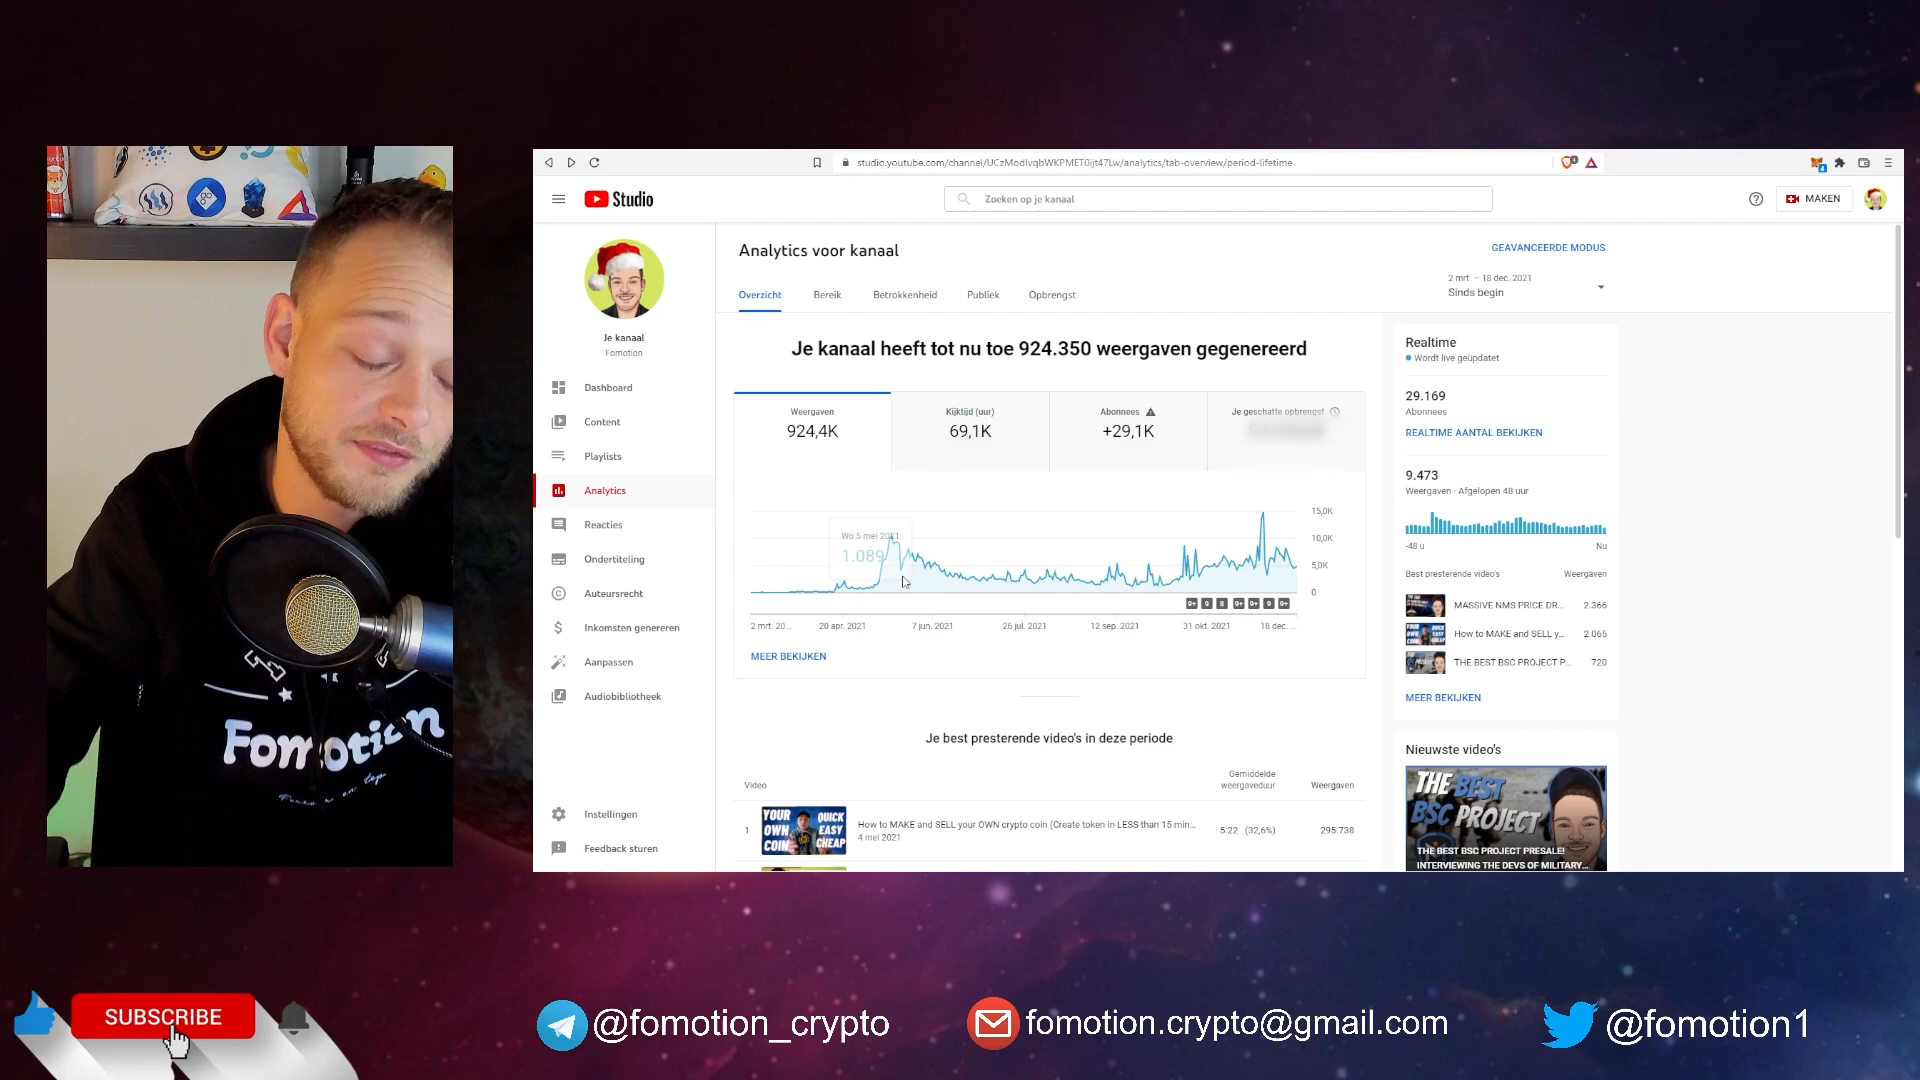 Fomotion
studio.youtube.com/channel/UCzModIvqbWKPMET0ijt47Lw/analytics/tab-overview/period-lifetime
Studio
Zoeken op je kanaal
MAKEN
Je kanaal
Fomotion
Dashboard
Content
Playlists
Analytics
Reacties
Ondertiteling
Auteursrecht
Inkomsten genereren
Aanpassen
Audiobibliotheek
Instellingen
Feedback sturen
Analytics voor kanaal
GEAVANCEERDE MODUS
2 mrt. – 18 dec. 2021
Sinds begin
Overzicht Bereik Betrokkenheid Publiek Opbrengst
Je kanaal heeft tot nu toe 924.350 weergaven gegenereerd
Weergaven
924,4K
Kijktijd (uur)
69,1K
Abonnees
+29,1K
Je geschatte opbrengst
Wo 5 mei 2021
1.089
15,0K
10,0K
5,0K
0
9+ 9 8 9+ 9+ 9 9+
2 mrt. 20... 20 apr. 2021 7 jun. 2021 26 jul. 2021 12 sep. 2021 31 okt. 2021 18 dec. ...
MEER BEKIJKEN
Je best presterende video's in deze periode
Video
Gemiddelde
weergaveduur
Weergaven
1
YOUR OWN COIN
QUICK EASY CHEAP
How to MAKE and SELL your OWN crypto coin (Create token in LESS than 15 min...
4 mei 2021
5:22 (32,6%)
295.738
Realtime
Wordt live geüpdatet
29.169
Abonnees
REALTIME AANTAL BEKIJKEN
9.473
Weergaven · Afgelopen 48 uur
-48 u
Nu
Best presterende video's Weergaven
MASSIVE NMS PRICE DR... 2.366
How to MAKE and SELL y... 2.065
THE BEST BSC PROJECT P... 720
MEER BEKIJKEN
Nieuwste video's
THE BEST
BSC PROJECT
THE BEST BSC PROJECT PRESALE!
INTERVIEWING THE DEVS OF MILITARY...
SUBSCRIBE
@fomotion_crypto
fomotion.crypto@gmail.com
@fomotion1